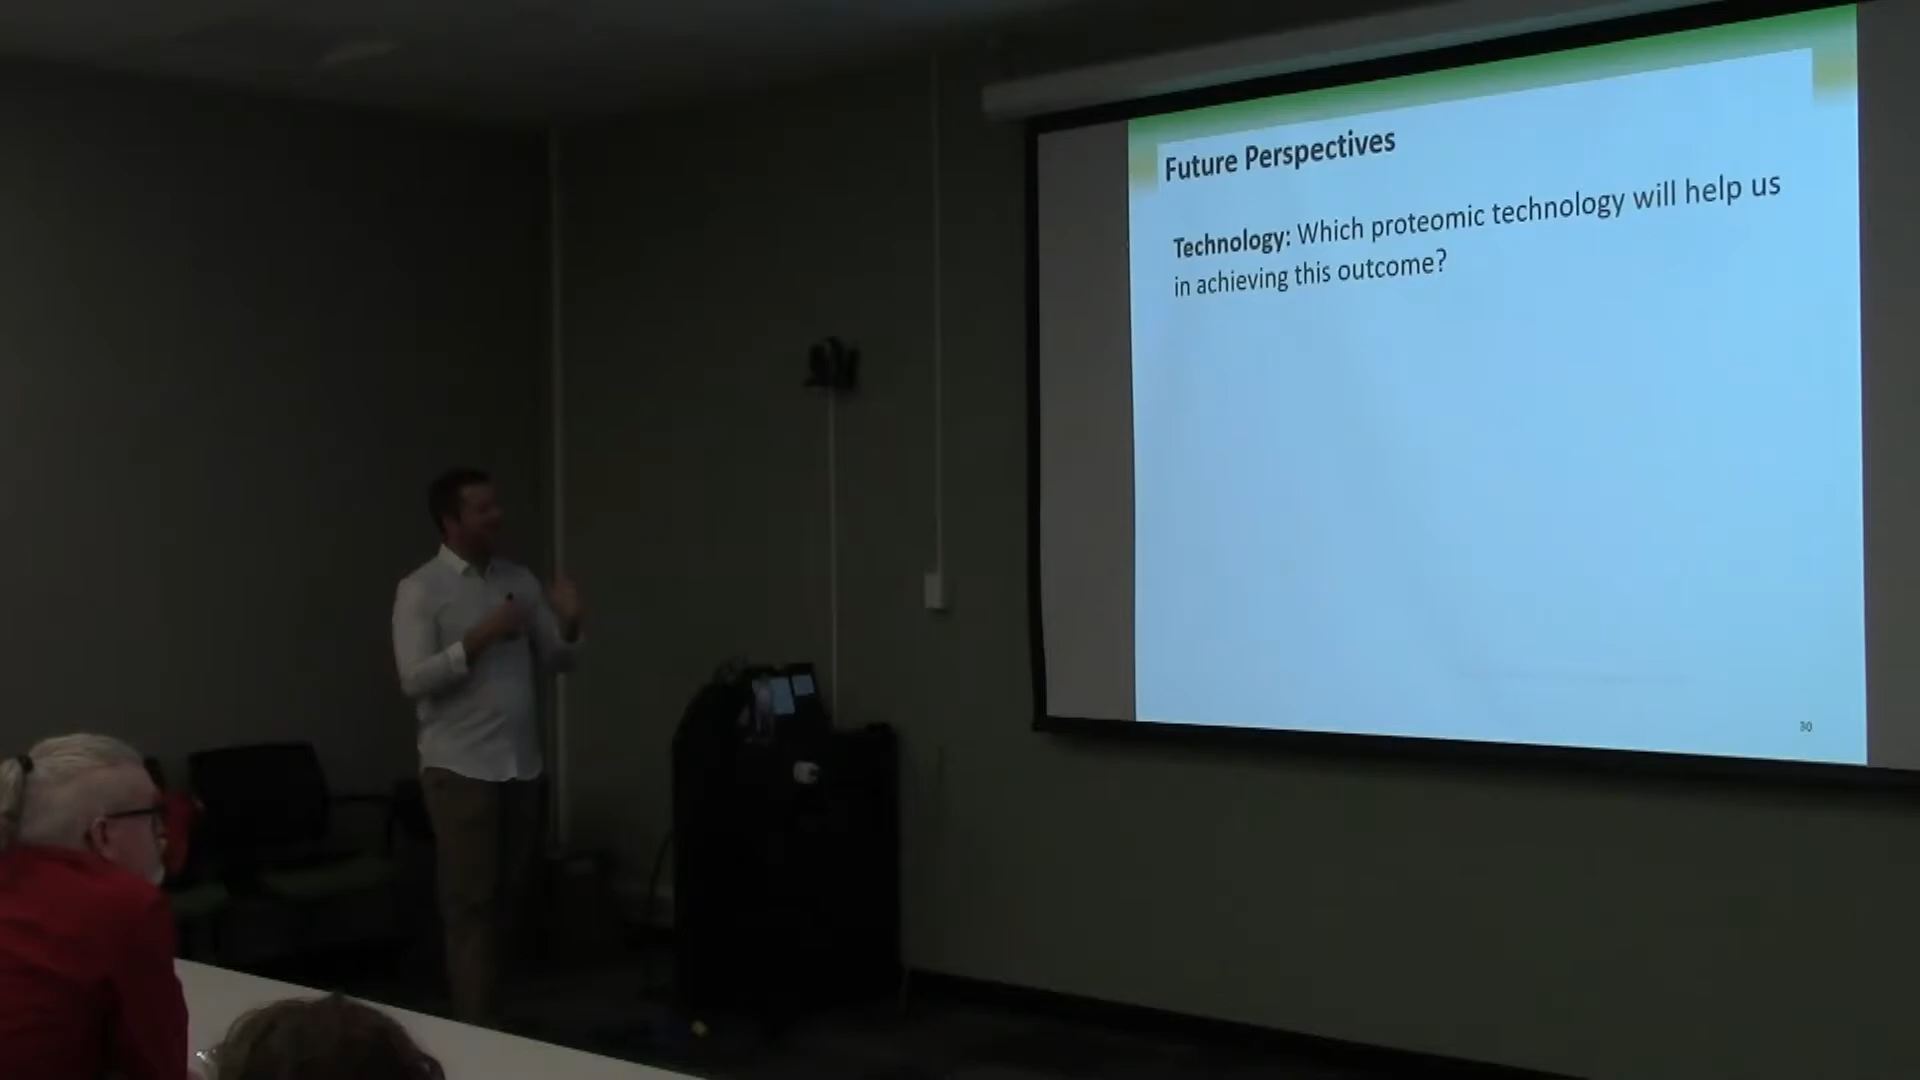 Future Perspectives
Technology: Which proteomic technology will help us
in achieving this outcome?
30